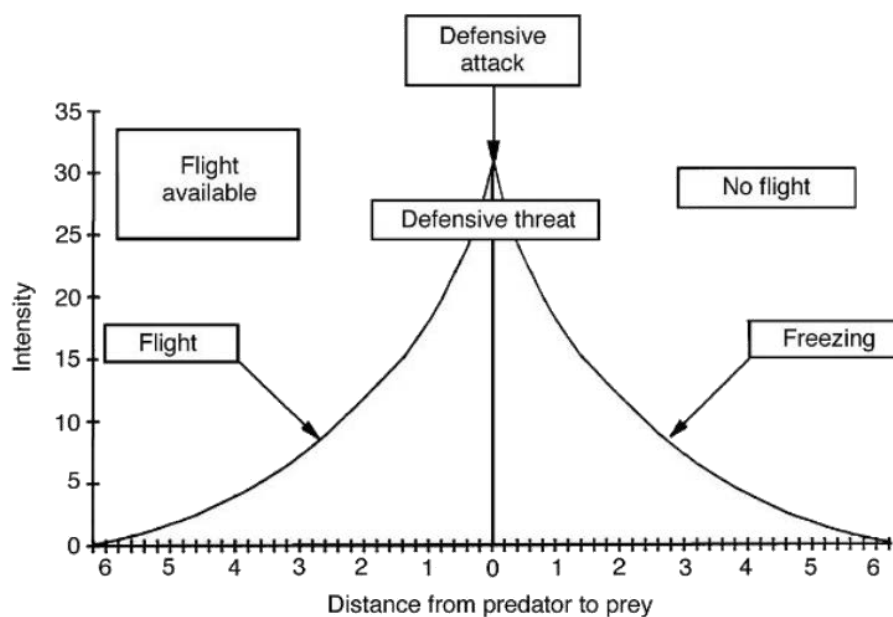 Defensive
attack
35
Flight
available
30
No flight
Defensive threat
25
20
Flight
Freezing
15
10
5
0
Intensity
6 5 4 3 2 1 0 1 2 3 4 5 6
Distance from predator to prey